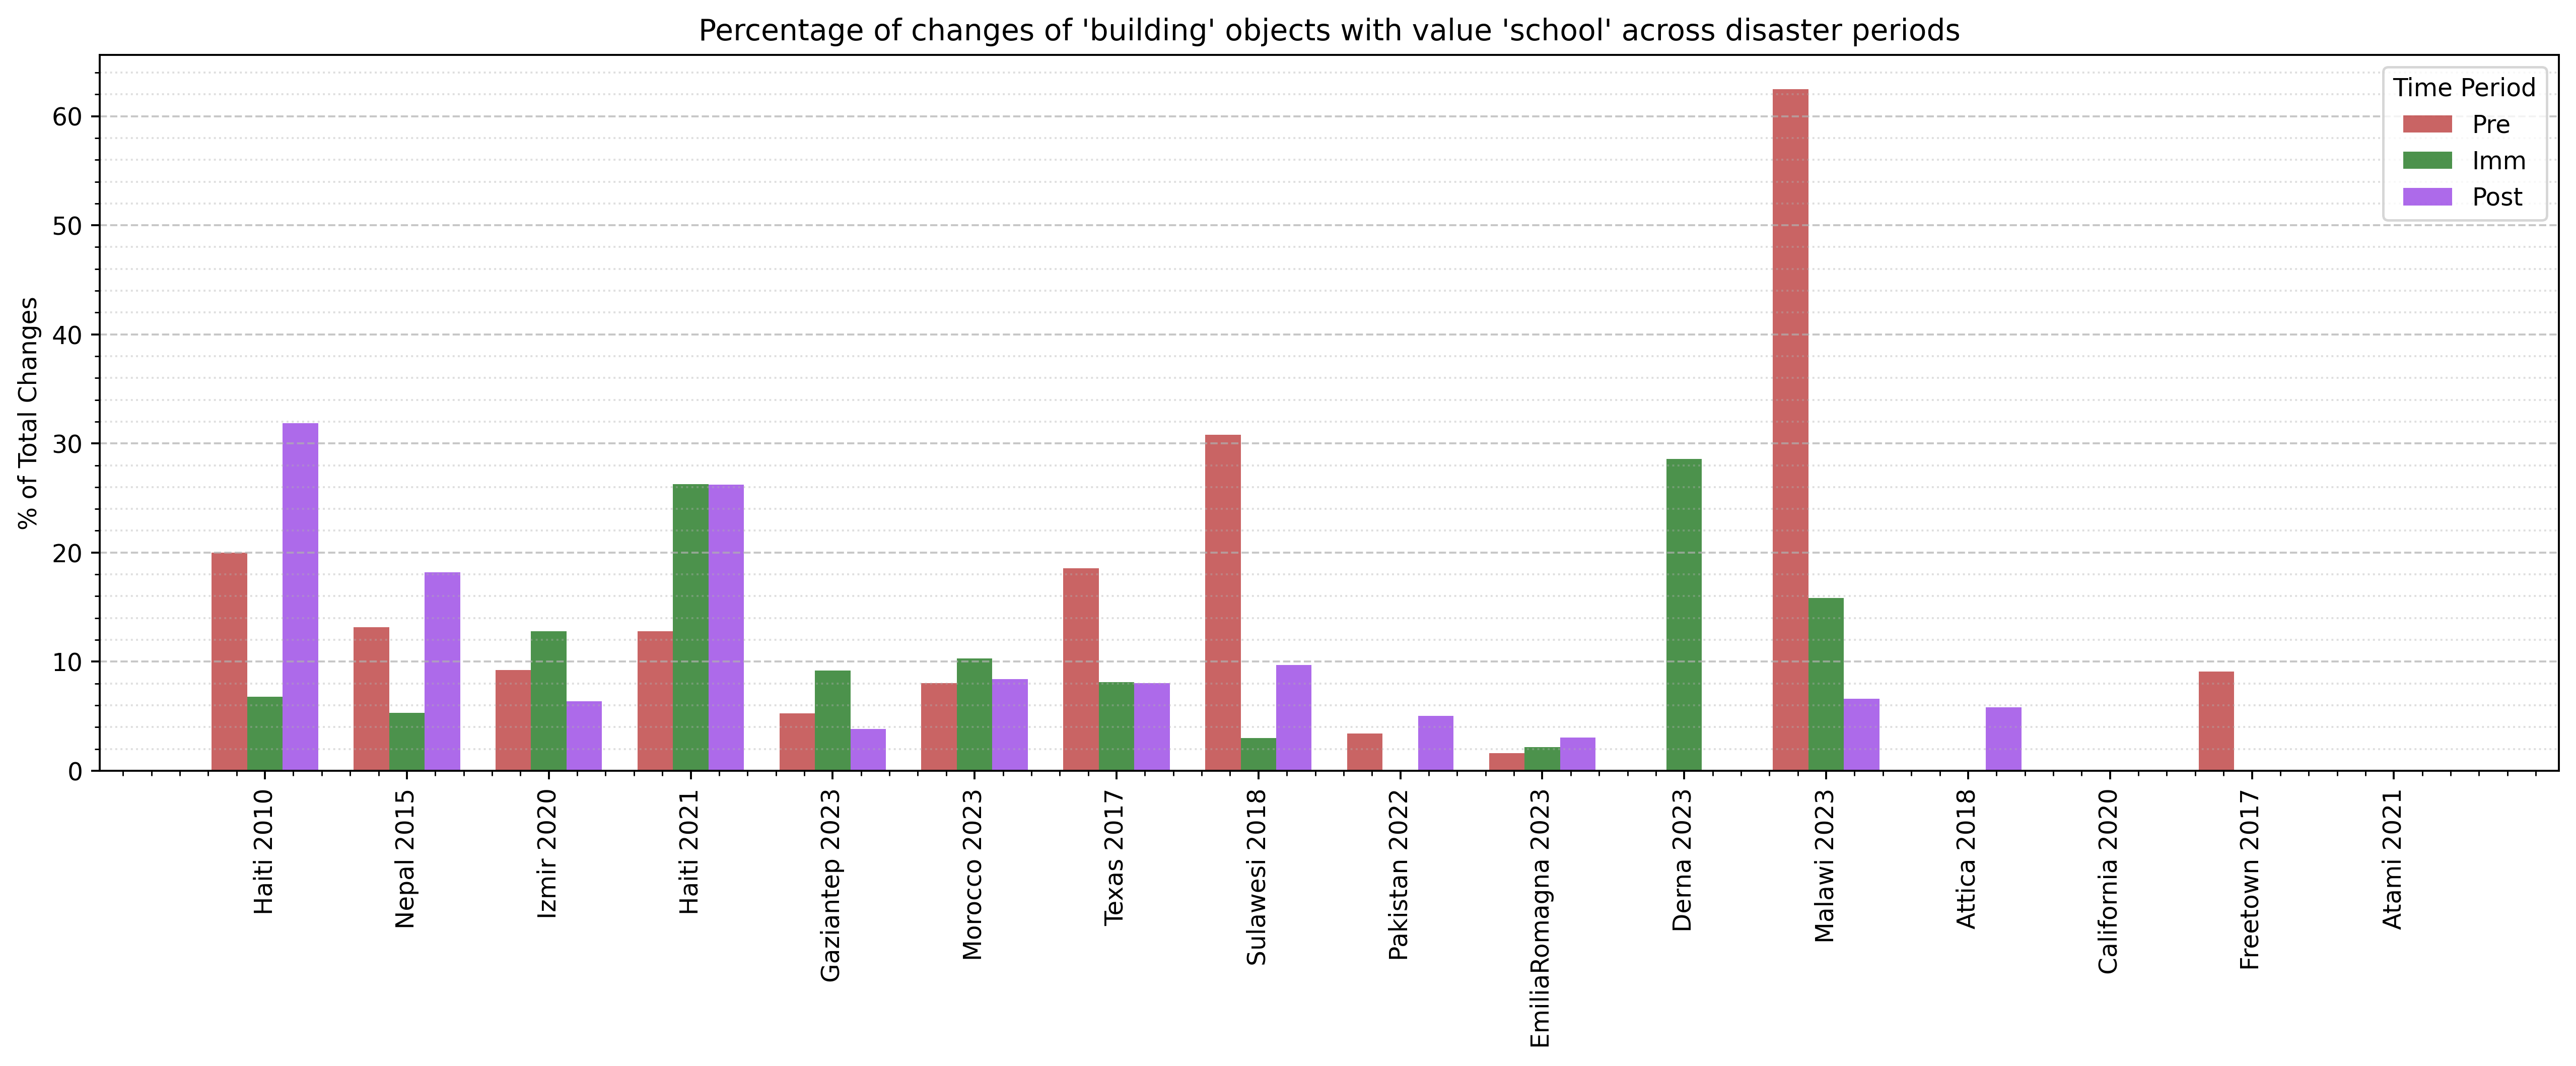 Percentage of changes of 'building' objects with value 'school' across disaster periods
Time Period
Pre
Imm
Post
% of Total Changes
60
50
40
30
20
10
0
Haiti 2010
Nepal 2015
Izmir 2020
Haiti 2021
Gaziantep 2023
Morocco 2023
Texas 2017
Sulawesi 2018
Pakistan 2022
EmiliaRomagna 2023
Derna 2023
Malawi 2023
Attica 2018
California 2020
Freetown 2017
Atami 2021